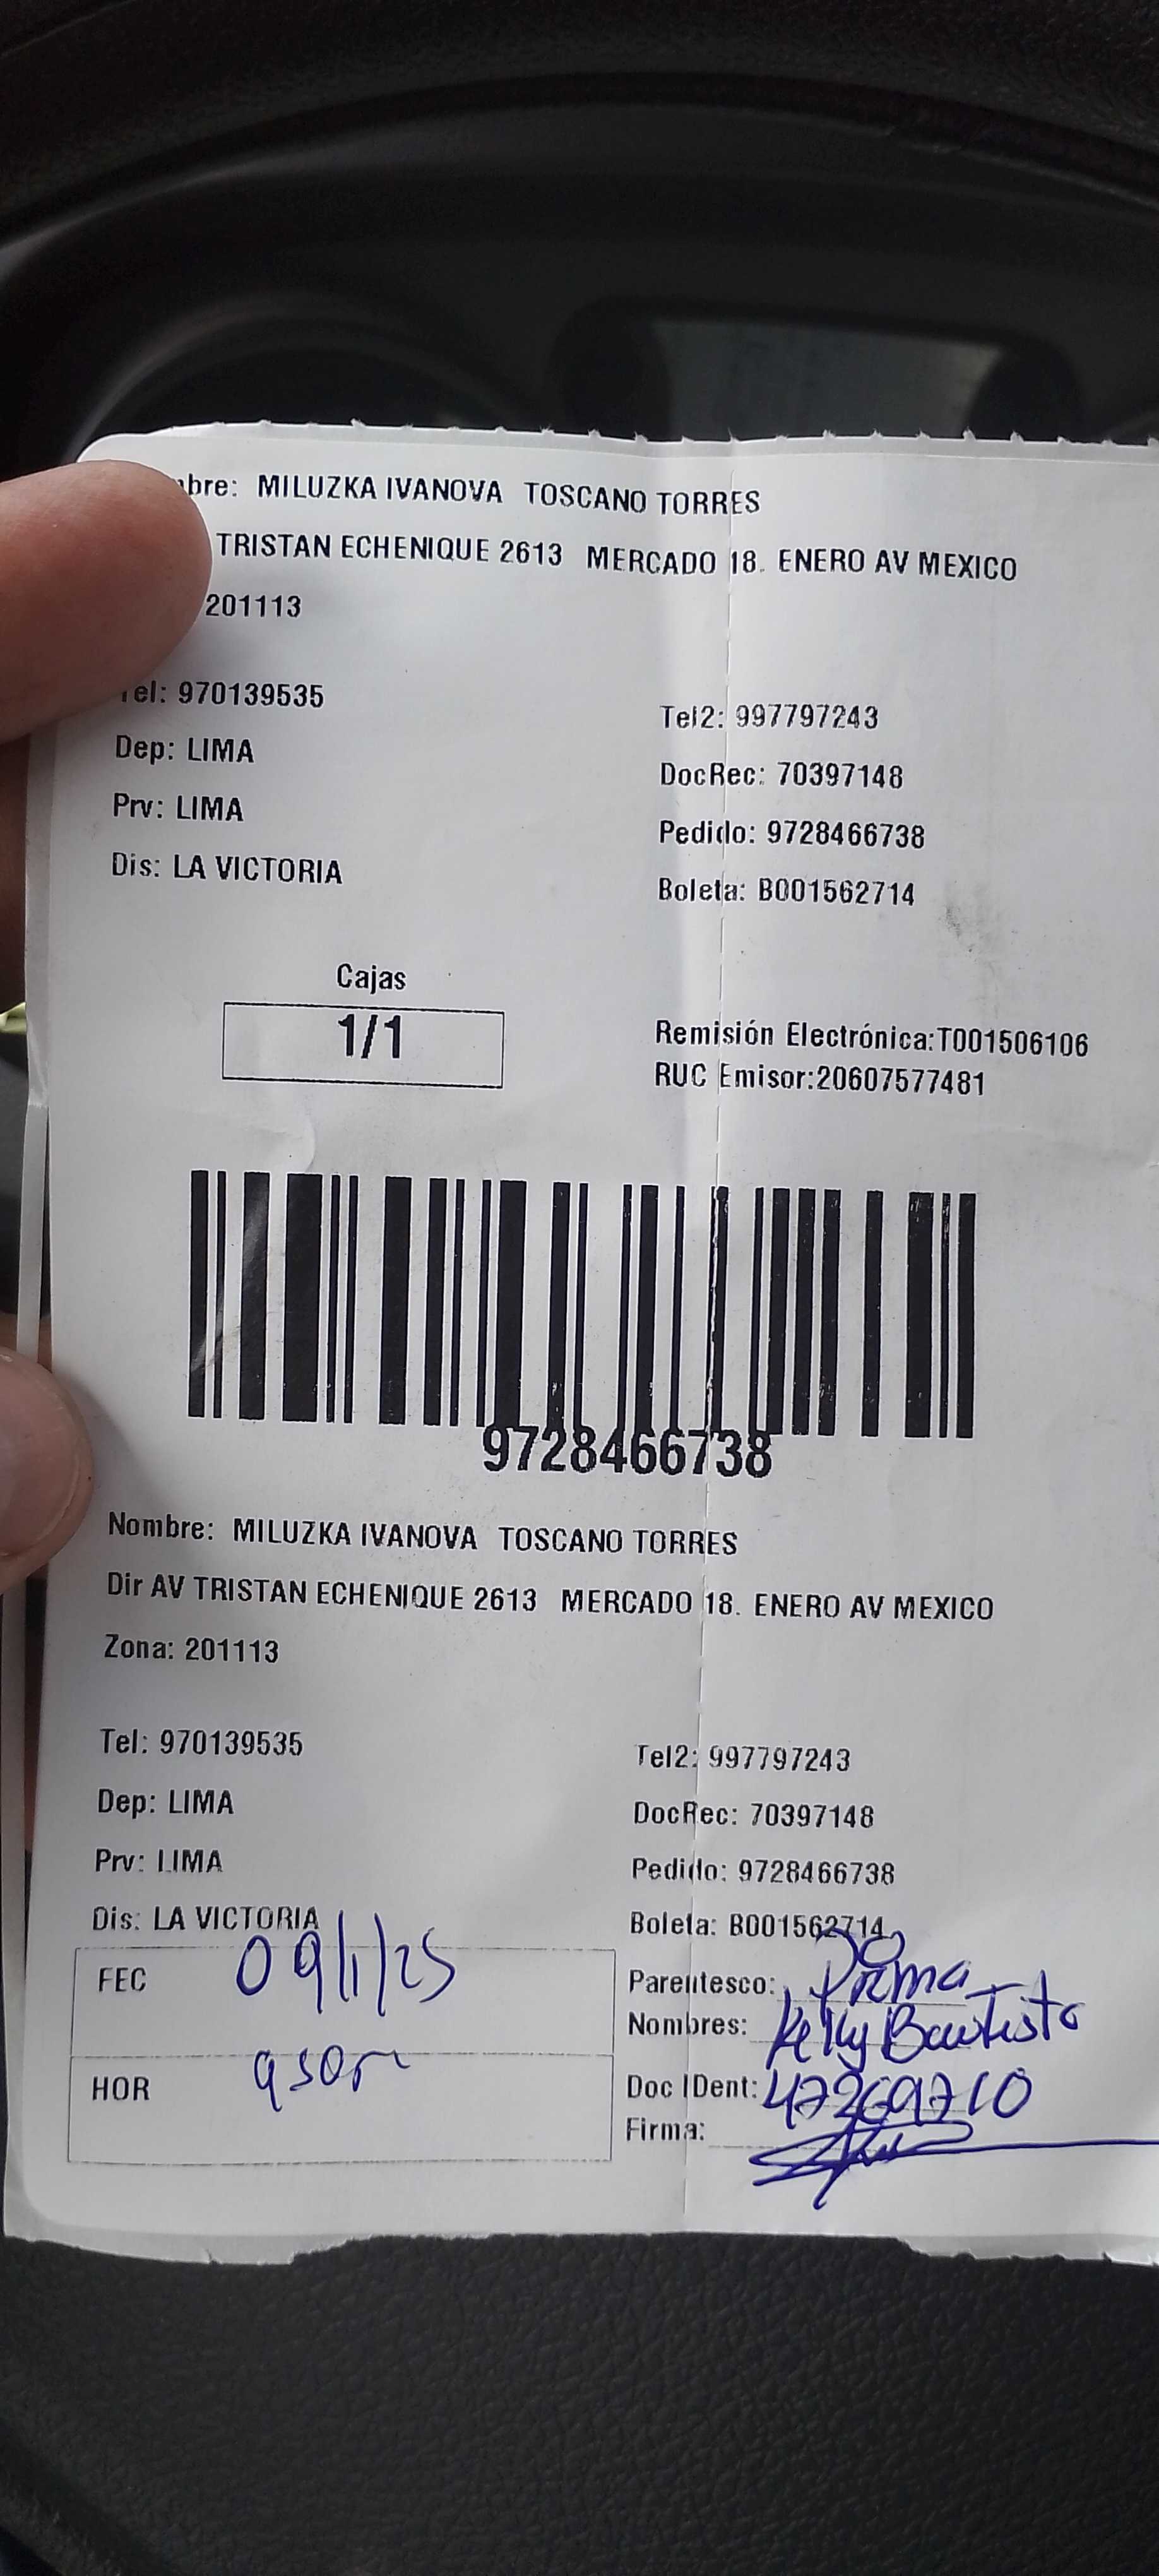 bre: MILUZKA IVANOVA TOSCANO TORRES
TRISTAN ECHENIQUE 2613 MERCADO 18. ENERO AV MEXICO
201113
Tel: 970139535
Tel2: 997797243
Dep: LIMA
DocRec: 70397148
Prv: LIMA
Pedido: 9728466738
Dis: LA VICTORIA
Boleta: B001562714
Cajas
1/1
Remisión Electrónica:T001506106
RUC Emisor:20607577481
9728466738
Nombre: MILUZKA IVANOVA TOSCANO TORRES
Dir AV TRISTAN ECHENIQUE 2613 MERCADO 18. ENERO AV MEXICO
Zona: 201113
Tel: 970139535
Tel2: 997797243
Dep: LIMA
DocRec: 70397148
Prv: LIMA
Pedido: 9728466738
Dis: LA VICTORIA
Boleta: B001562714
FEC 09/1/25
Parentesco: Prima
Nombres: Kelly Bautista
HOR
Doc IDent: 47269710
Firma: